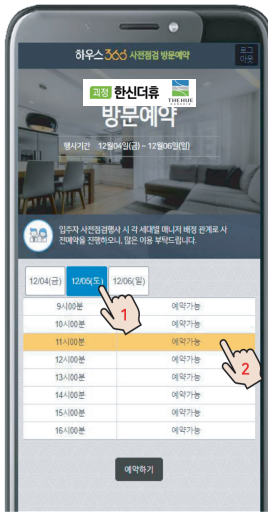 하우스366 사전점검 방문예약
로그
아웃
괴정 한신더휴 THE HUE
방문예약
행사기간 12월04일(금) ~ 12월06일(일)
입주자 사전점검행사 시 각 세대별 매니저 배정 관계로 사
전예약을 진행하오니, 많은 이용 부탁드립니다.
12/04(금) 12/05(토) 12/06(일)
1
9시00분 예약가능
10시00분 예약가능
11시00분 예약가능
2
12시00분 예약가능
13시00분 예약가능
14시00분 예약가능
15시00분 예약가능
16시00분 예약가능
예약하기